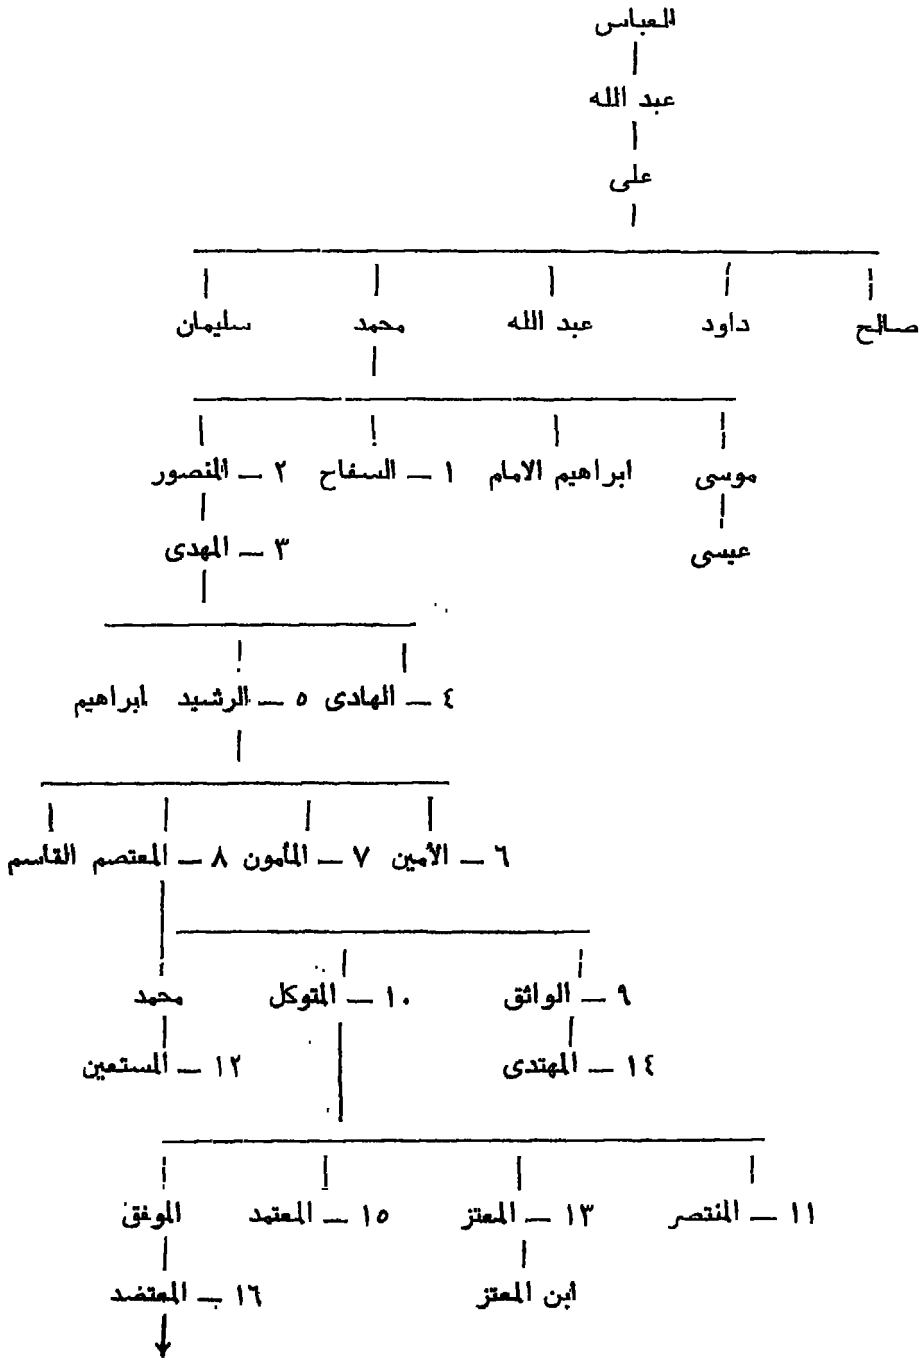 العباس
عبد الله
على
صالح داود عبد الله محمد سليمان
موسى ابراهيم الامام ١ ــ السفاح ٢ ــ المنصور
عيسى ٣ ــ المهدى
٤ ــ الهادى ٥ ــ الرشيد ابراهيم
٦ ــ الأمين ٧ ــ المأمون ٨ ــ المعتصم القاسم
٩ ــ الواثق ١٠ ــ المتوكل محمد
١٤ ــ المهتدى ١٢ ــ المستعين
١١ ــ المنتصر ١٣ ــ المعتز ١٥ ــ المعتمد الموفق
ابن المعتز ١٦ ــ المعتضد